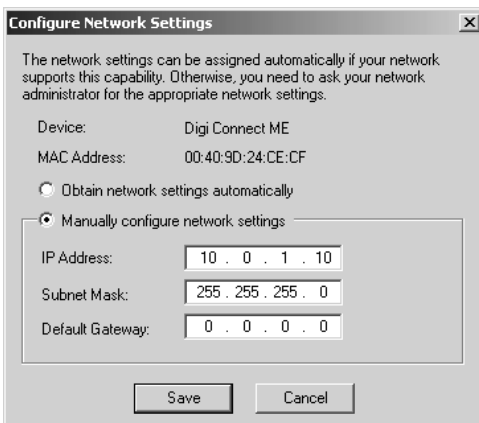 Configure Network Settings
The network settings can be assigned automatically if your network
supports this capability. Otherwise, you need to ask your network
administrator for the appropriate network settings.
Device: Digi Connect ME
MAC Address: 00:40:9D:24:CE:CF
Obtain network settings automatically
Manually configure network settings
IP Address: 10 . 0 . 1 . 10
Subnet Mask: 255 . 255 . 255 . 0
Default Gateway: 0 . 0 . 0 . 0
Save Cancel